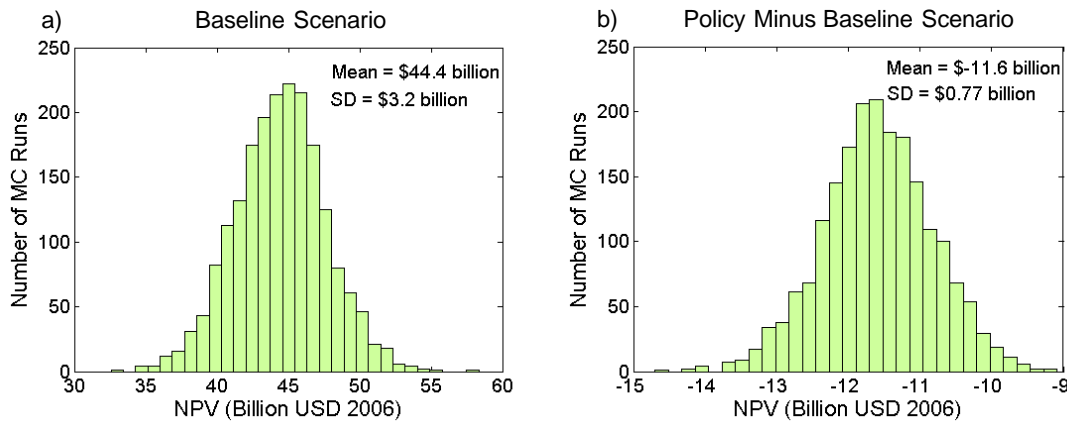 a) Baseline Scenario
Mean = $44.4 billion
SD = $3.2 billion
Number of MC Runs
250
200
150
100
50
0
30 35 40 45 50 55 60
NPV (Billion USD 2006)
b) Policy Minus Baseline Scenario
Mean = $-11.6 billion
SD = $0.77 billion
Number of MC Runs
250
200
150
100
50
0
-15 -14 -13 -12 -11 -10 -9
NPV (Billion USD 2006)